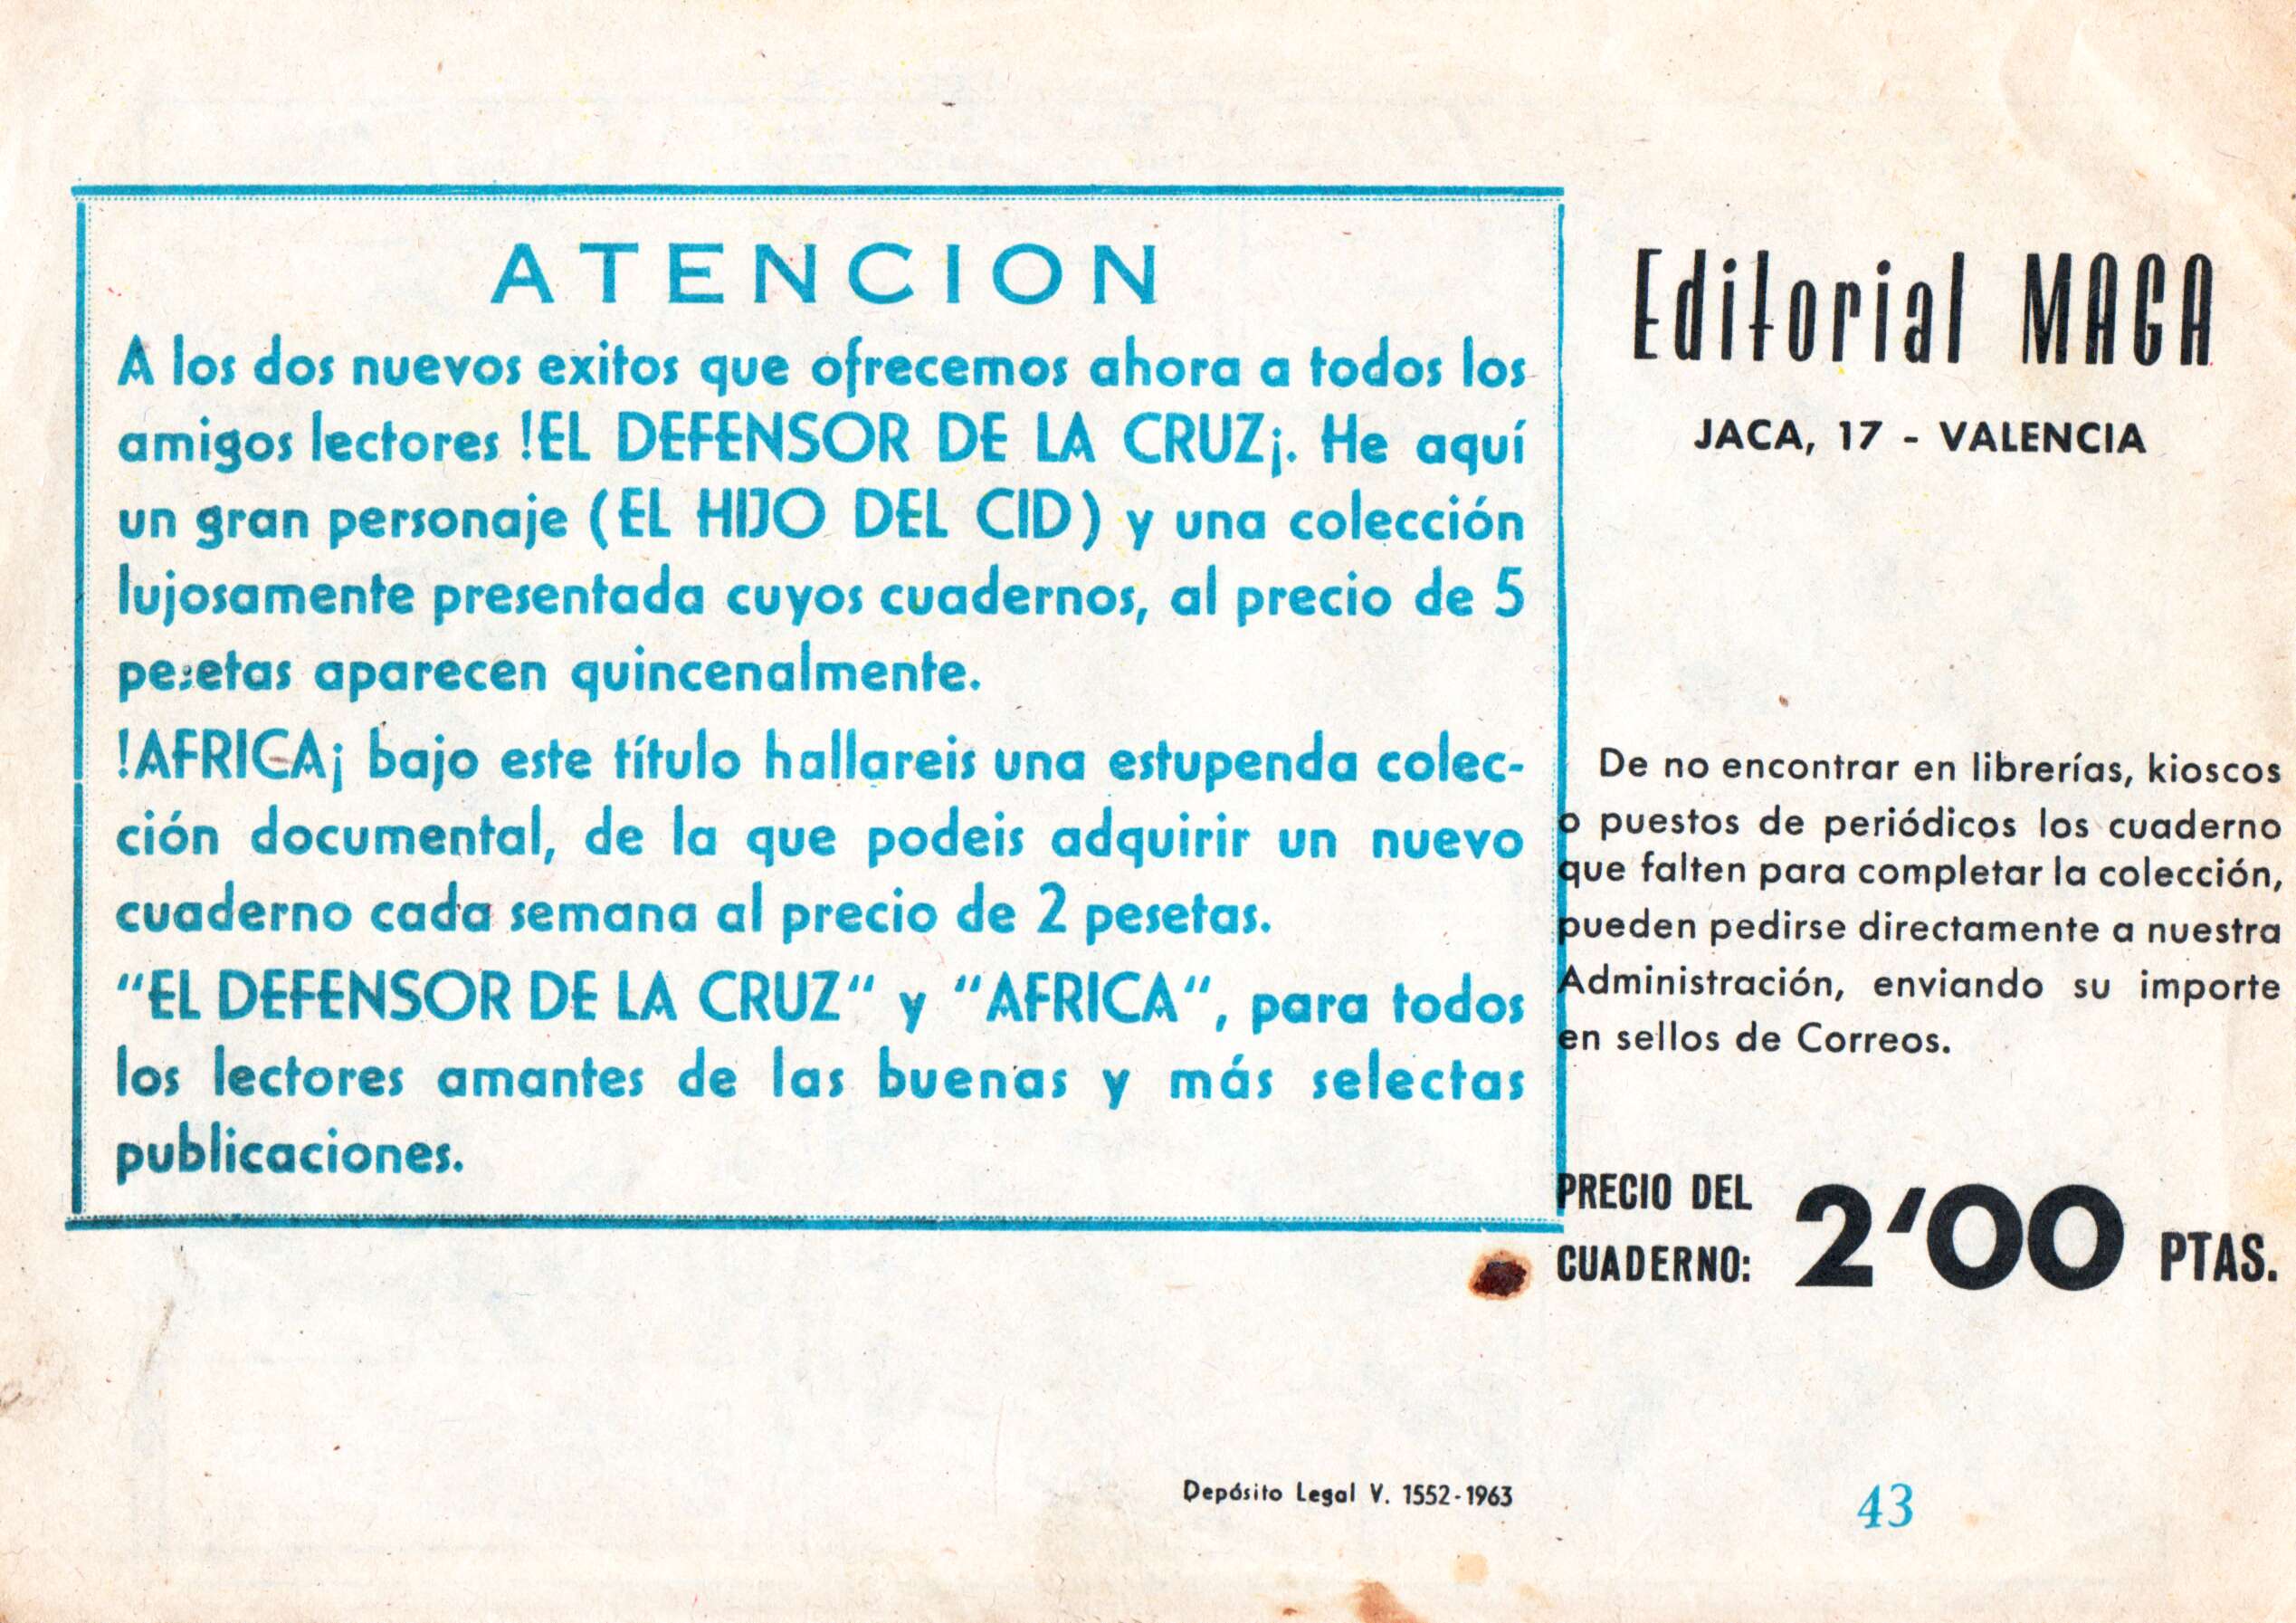 ATENCION
A los dos nuevos exitos que ofrecemos ahora a todos los
amigos lectores !EL DEFENSOR DE LA CRUZ¡. He aquí
un gran personaje (EL HIJO DEL CID) y una colección
lujosamente presentada cuyos cuadernos, al precio de 5
pesetas aparecen quincenalmente.
!AFRICA¡ bajo este título hallareis una estupenda colec-
ción documental, de la que podeis adquirir un nuevo
cuaderno cada semana al precio de 2 pesetas.
“EL DEFENSOR DE LA CRUZ“ y “AFRICA“, para todos
los lectores amantes de las buenas y más selectas
publicaciones.
Editorial MAGA
JACA, 17 - VALENCIA
De no encontrar en librerías, kioscos
o puestos de periódicos los cuaderno
que falten para completar la colección,
pueden pedirse directamente a nuestra
Administración, enviando su importe
en sellos de Correos.
PRECIO DEL
CUADERNO: 2‘00 PTAS.
Depósito Legal V. 1552-1963
43